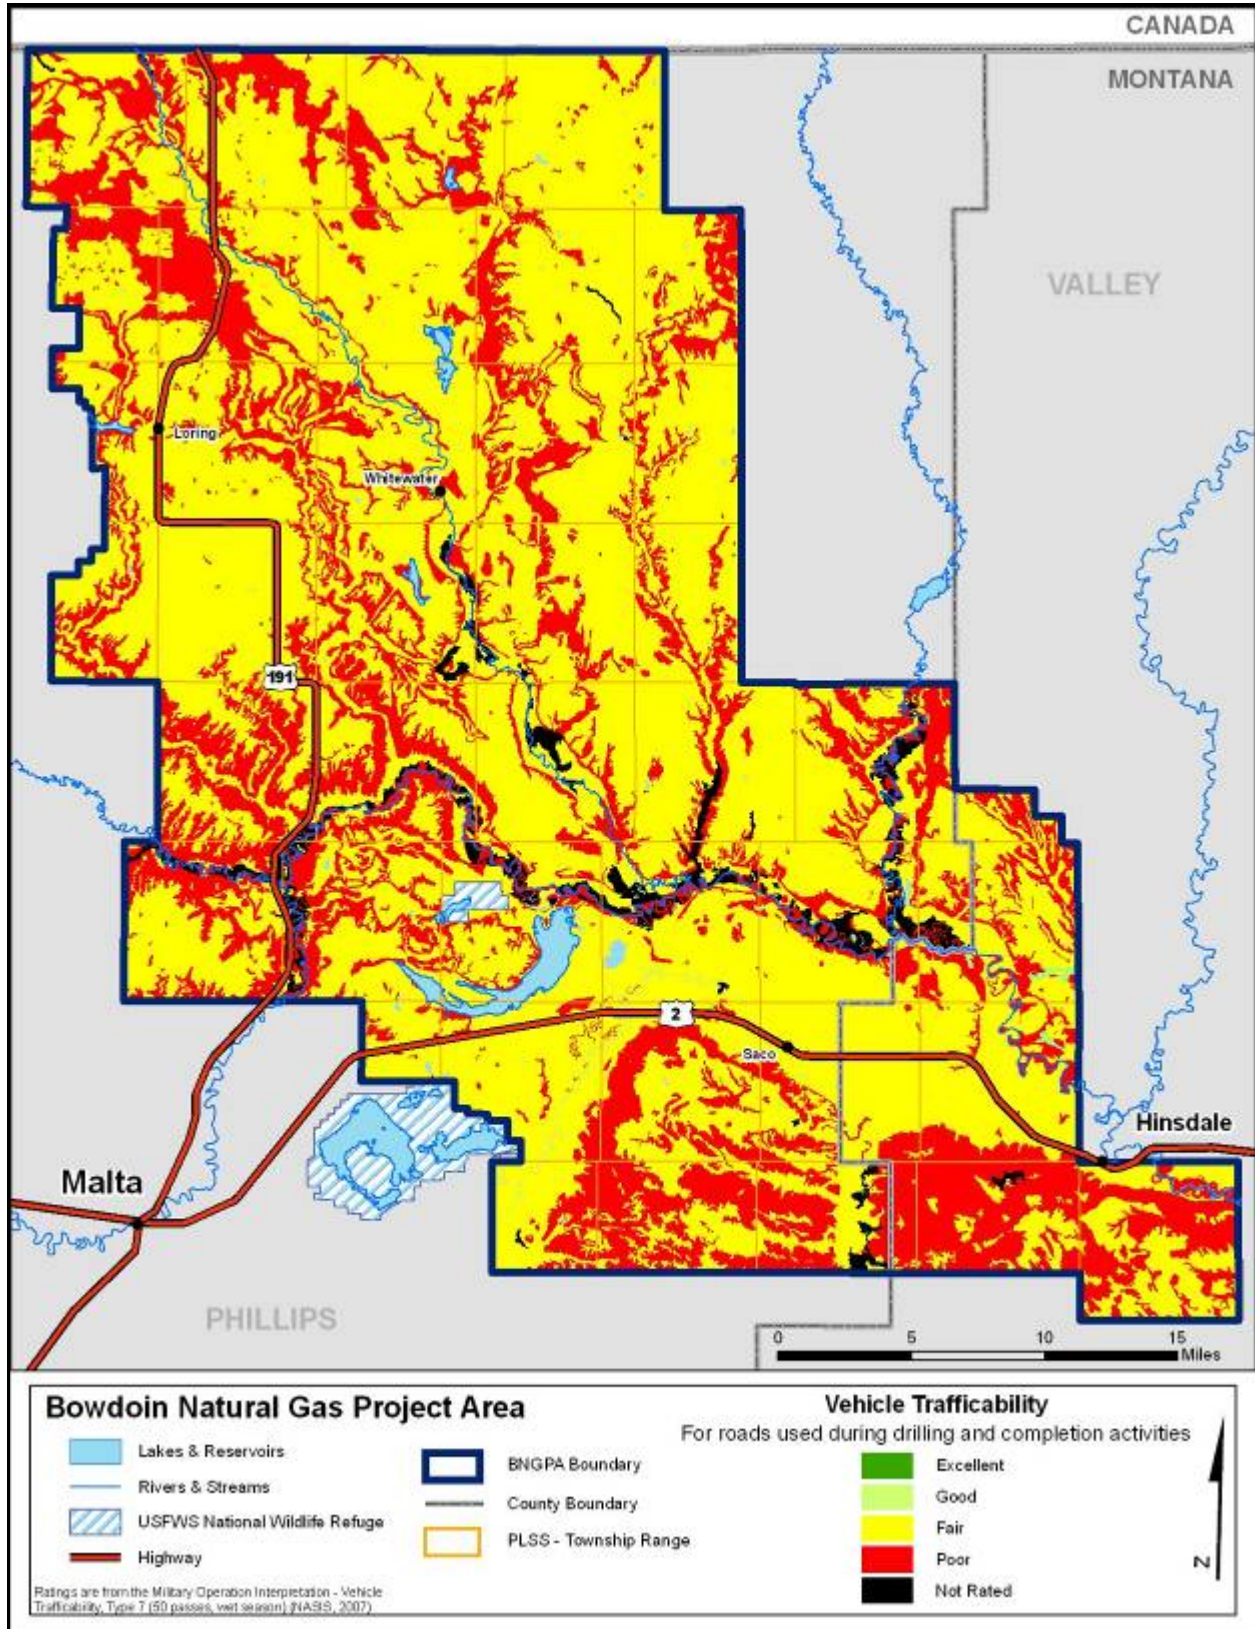 CANADA
MONTANA
VALLEY
Loring
Whitewater
191
2
Saco
Hinsdale
Malta
PHILLIPS
0 5 10 15
Miles
Bowdoin Natural Gas Project Area
Lakes & Reservoirs
Rivers & Streams
USFWS National Wildlife Refuge
Highway
BNGPA Boundary
County Boundary
PLSS - Township Range
Vehicle Trafficability
For roads used during drilling and completion activities
Excellent
Good
Fair
Poor
Not Rated
N
Ratings are from the Military Operation Interpretation - Vehicle
Trafficability, Type 7 (50 passes, wet season) (NASIS, 2007)